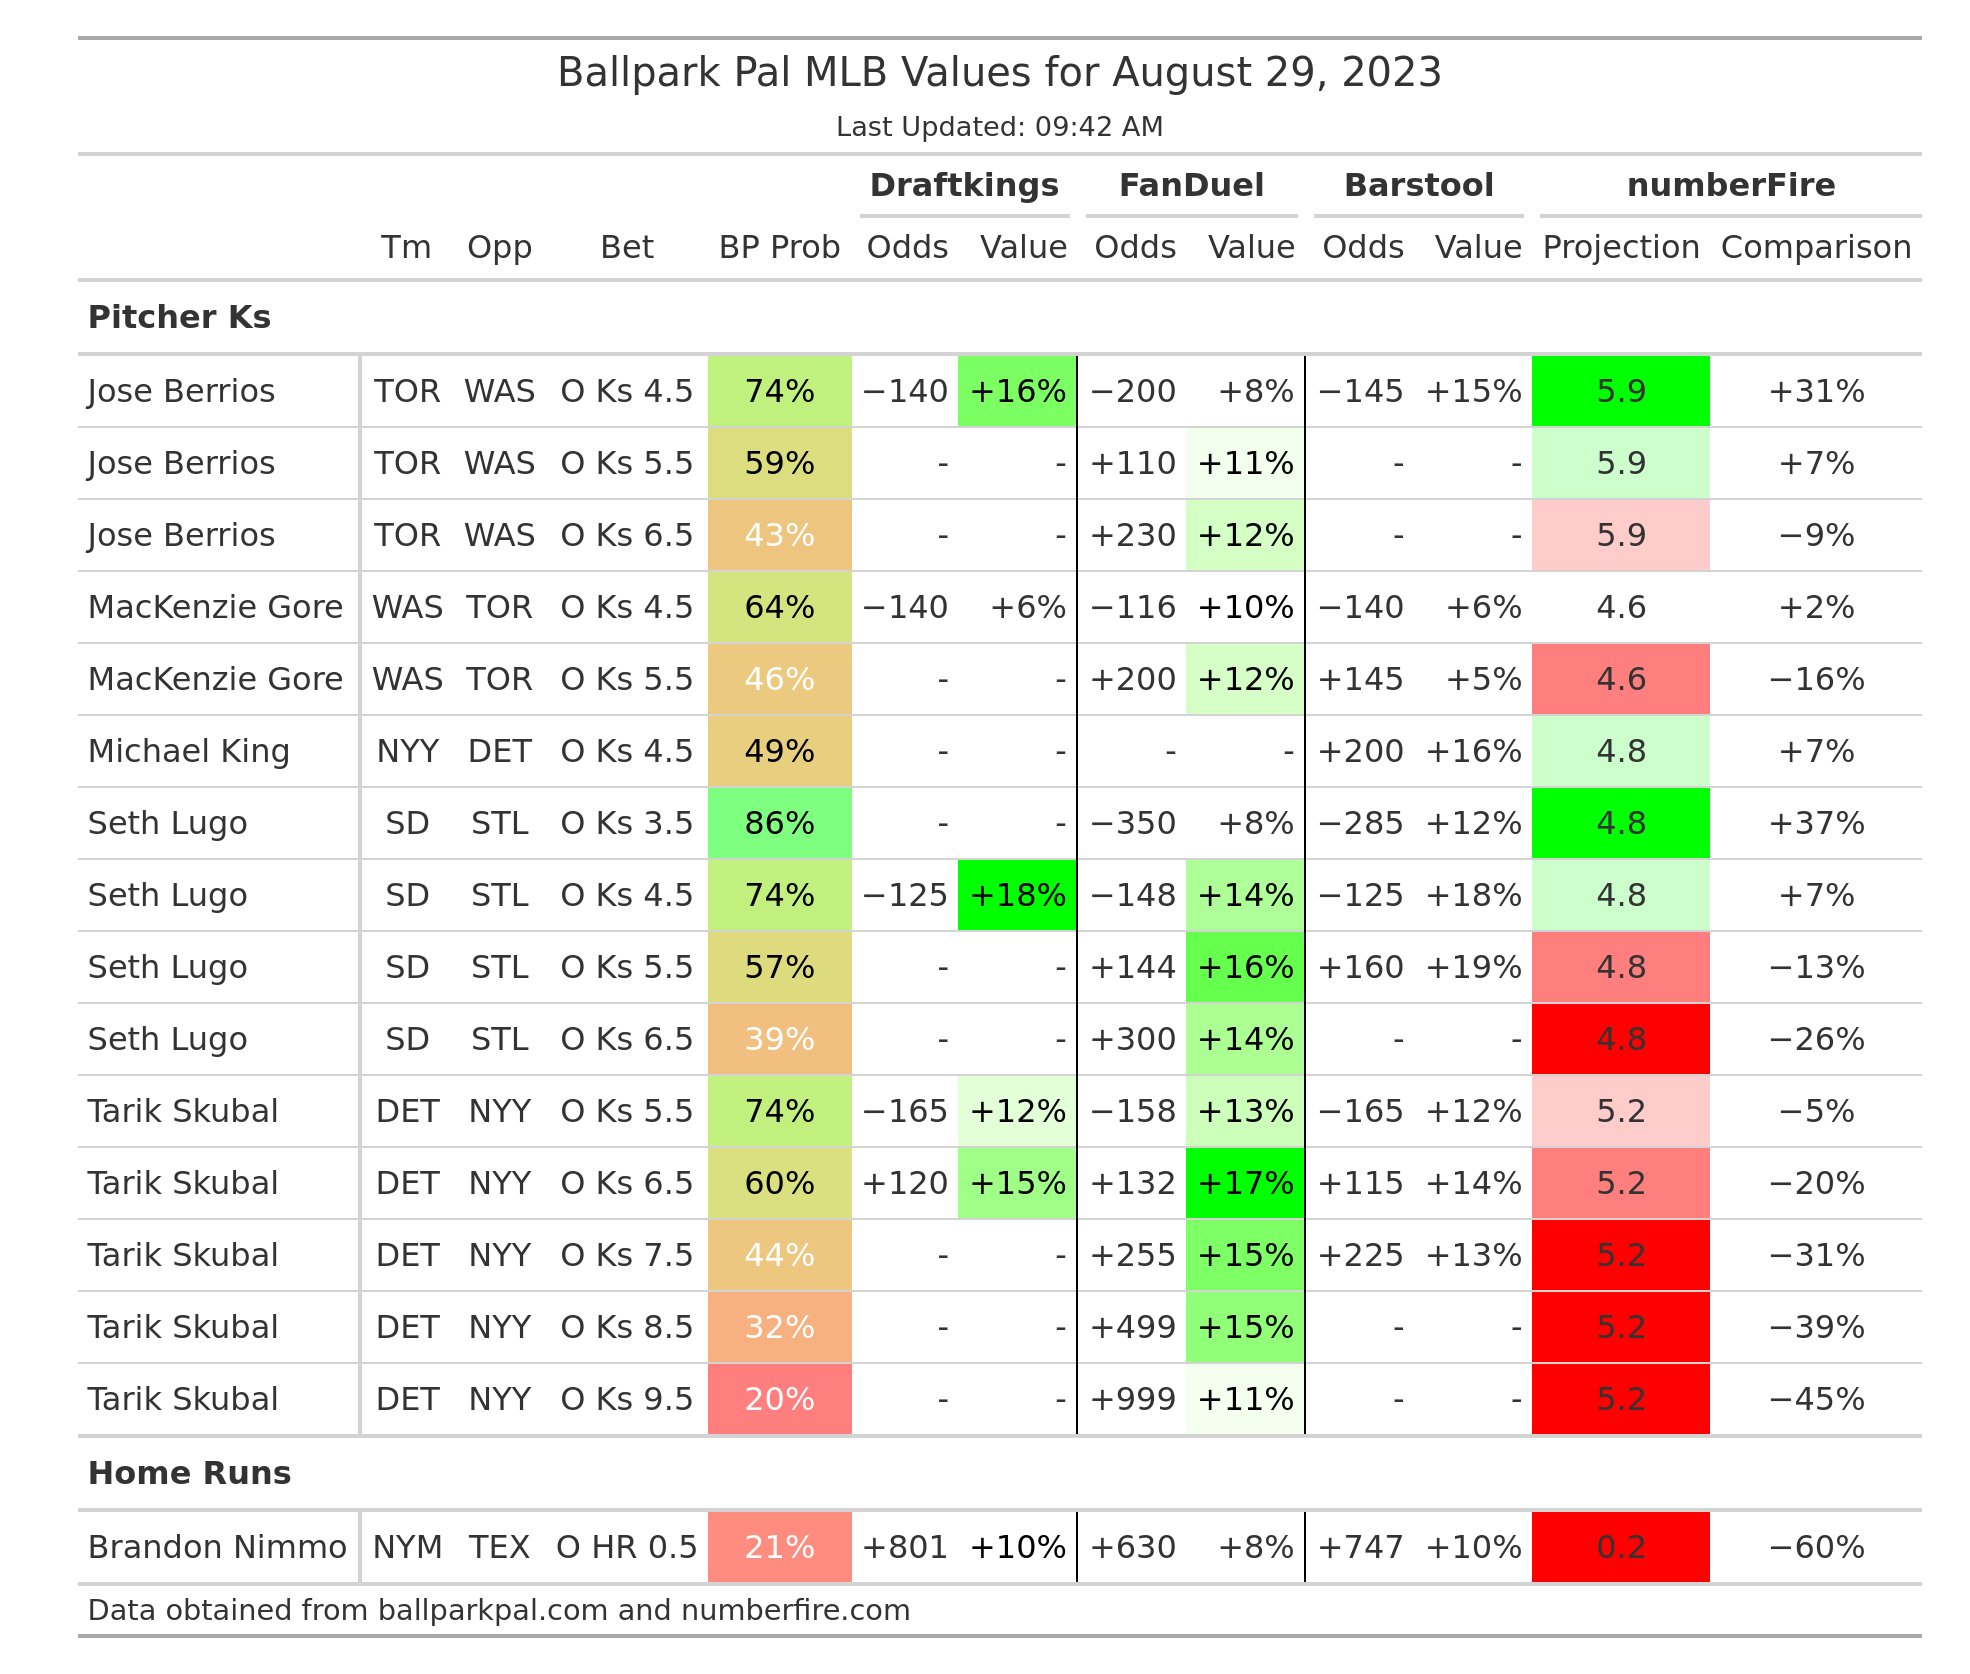 Ballpark Pal MLB Values for August 29, 2023
Last Updated: 09:42 AM
Draftkings FanDuel Barstool numberFire
Tm Opp Bet BP Prob Odds Value Odds Value Odds Value Projection Comparison
Pitcher Ks
Jose Berrios TOR WAS O Ks 4.5 74% −140 +16% −200 +8% −145 +15% 5.9 +31%
Jose Berrios TOR WAS O Ks 5.5 59% - - +110 +11% - - 5.9 +7%
Jose Berrios TOR WAS O Ks 6.5 43% - - +230 +12% - - 5.9 −9%
MacKenzie Gore WAS TOR O Ks 4.5 64% −140 +6% −116 +10% −140 +6% 4.6 +2%
MacKenzie Gore WAS TOR O Ks 5.5 46% - - +200 +12% +145 +5% 4.6 −16%
Michael King NYY DET O Ks 4.5 49% - - - - +200 +16% 4.8 +7%
Seth Lugo SD STL O Ks 3.5 86% - - −350 +8% −285 +12% 4.8 +37%
Seth Lugo SD STL O Ks 4.5 74% −125 +18% −148 +14% −125 +18% 4.8 +7%
Seth Lugo SD STL O Ks 5.5 57% - - +144 +16% +160 +19% 4.8 −13%
Seth Lugo SD STL O Ks 6.5 39% - - +300 +14% - - 4.8 −26%
Tarik Skubal DET NYY O Ks 5.5 74% −165 +12% −158 +13% −165 +12% 5.2 −5%
Tarik Skubal DET NYY O Ks 6.5 60% +120 +15% +132 +17% +115 +14% 5.2 −20%
Tarik Skubal DET NYY O Ks 7.5 44% - - +255 +15% +225 +13% 5.2 −31%
Tarik Skubal DET NYY O Ks 8.5 32% - - +499 +15% - - 5.2 −39%
Tarik Skubal DET NYY O Ks 9.5 20% - - +999 +11% - - 5.2 −45%
Home Runs
Brandon Nimmo NYM TEX O HR 0.5 21% +801 +10% +630 +8% +747 +10% 0.2 −60%
Data obtained from ballparkpal.com and numberfire.com